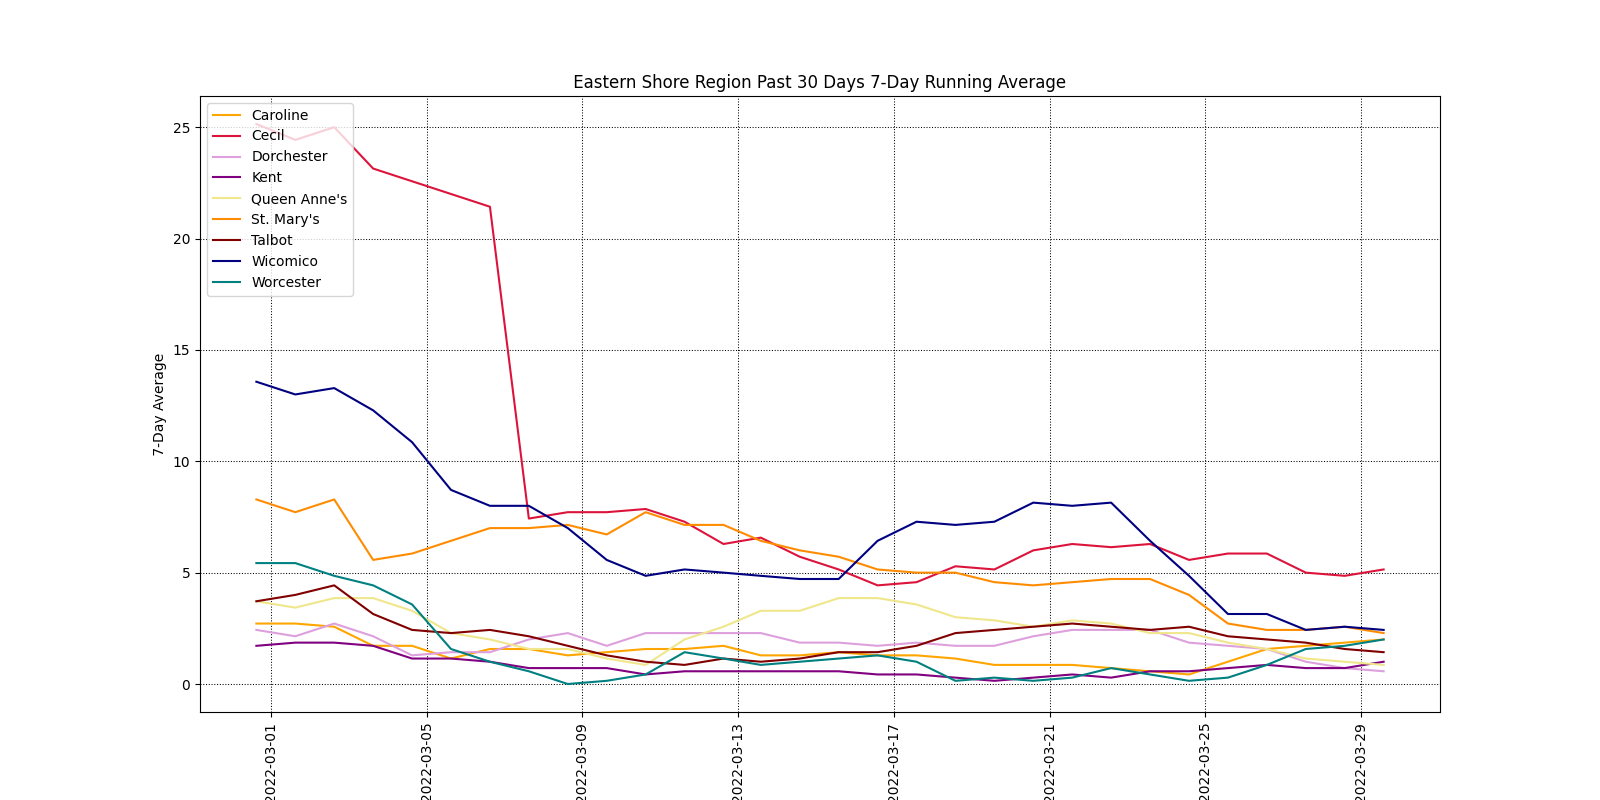 Eastern Shore Region Past 30 Days 7-Day Running Average
Caroline
Cecil
Dorchester
Kent
Queen Anne's
St. Mary's
Talbot
Wicomico
Worcester
7-Day Average
25
20
15
10
5
0
2022-03-01
2022-03-05
2022-03-09
2022-03-13
2022-03-17
2022-03-21
2022-03-25
2022-03-29